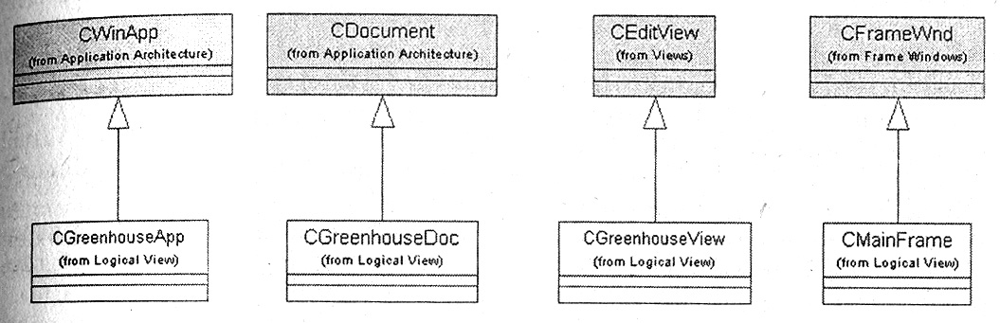 CWinApp
(from Application Architecture)
CDocument
(from Application Architecture)
CEditView
(from Views)
CFrameWnd
(from Frame Windows)
CGreenhouseApp
(from Logical View)
CGreenhouseDoc
(from Logical View)
CGreenhouseView
(from Logical View)
CMainFrame
(from Logical View)